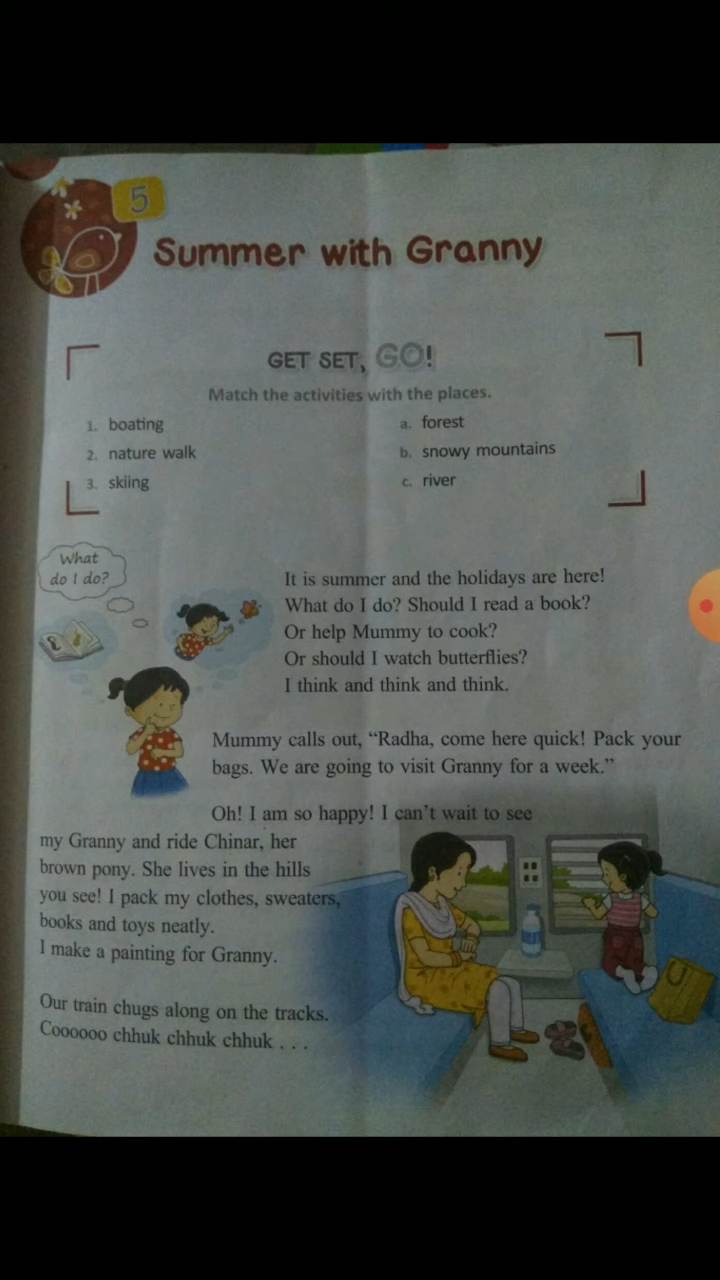 5
Summer with Granny
GET SET, GO!
Match the activities with the places.
1. boating
a. forest
2. nature walk
b. snowy mountains
3. skiing
c. river
What
do I do?
It is summer and the holidays are here!
What do I do? Should I read a book?
Or help Mummy to cook?
Or should I watch butterflies?
I think and think and think.
Mummy calls out, “Radha, come here quick! Pack your
bags. We are going to visit Granny for a week.”
Oh! I am so happy! I can’t wait to see
my Granny and ride Chinar, her
brown pony. She lives in the hills
you see! I pack my clothes, sweaters,
books and toys neatly.
I make a painting for Granny.
Our train chugs along on the tracks.
Coooooo chhuk chhuk chhuk . . .